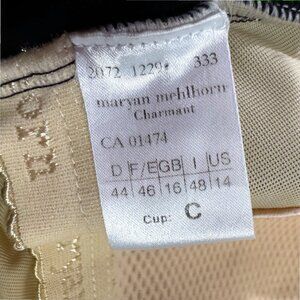 2072 1229. 333
maryan mehlhorn
Charmant
CA 01474
D F/E GB I US
44 46 16 48 14
Cup: C